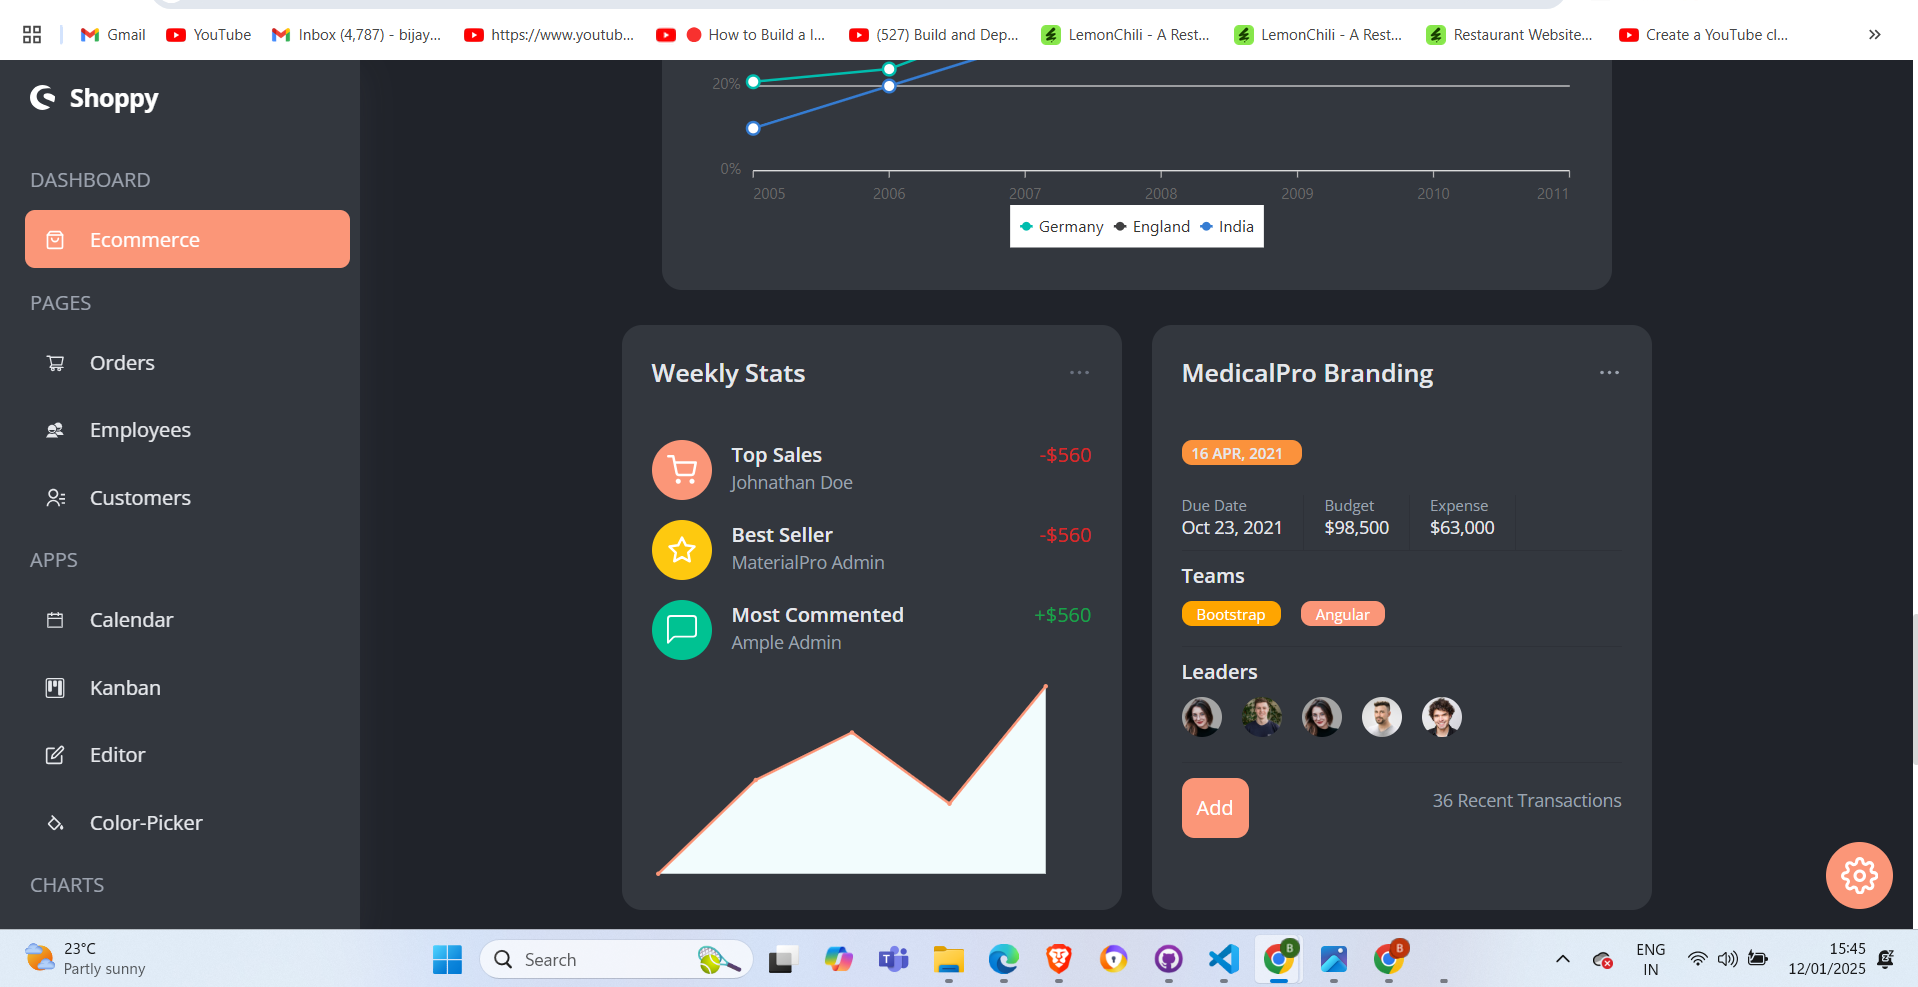 Gmail
YouTube
Inbox (4,787) - bijay...
https://www.youtub...
How to Build a I...
(527) Build and Dep...
LemonChili - A Rest...
LemonChili - A Rest...
Restaurant Website...
Create a YouTube cl...
»
Shoppy
DASHBOARD
Ecommerce
PAGES
Orders
Employees
Customers
APPS
Calendar
Kanban
Editor
Color-Picker
CHARTS
20%
0%
2005 2006 2007 2008 2009 2010 2011
Germany England India
Weekly Stats
Top Sales -$560
Johnathan Doe
Best Seller -$560
MaterialPro Admin
Most Commented +$560
Ample Admin
MedicalPro Branding
16 APR, 2021
Due Date Budget Expense
Oct 23, 2021 $98,500 $63,000
Teams
Bootstrap Angular
Leaders
Add
36 Recent Transactions
23°C
Partly sunny
Search
B
B
ENG
IN
15:45
12/01/2025